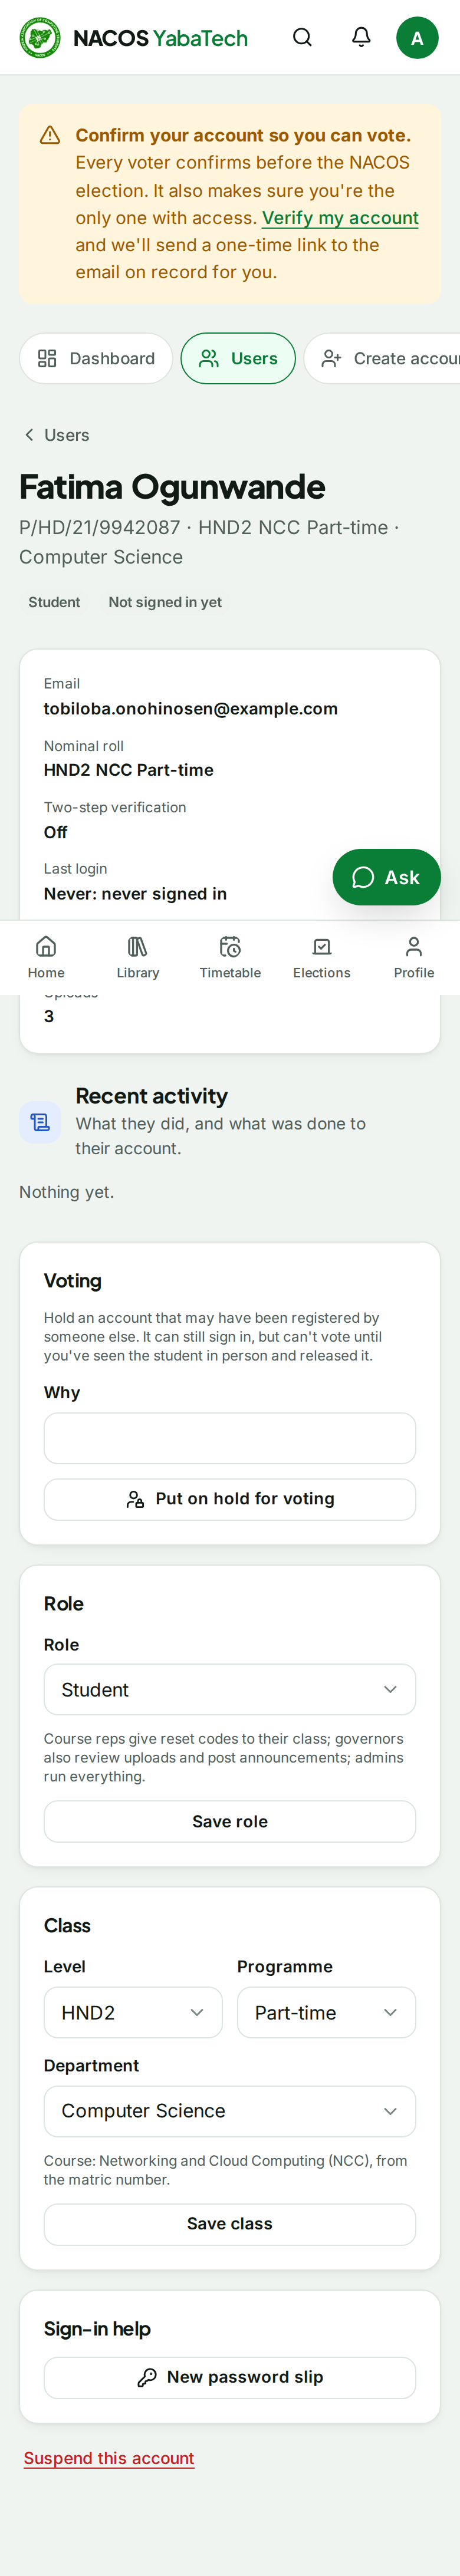 NACOS YabaTech
A
Confirm your account so you can vote.
Every voter confirms before the NACOS
election. It also makes sure you're the
only one with access. Verify my account
and we'll send a one-time link to the
email on record for you.
Dashboard
Users
Create accou
Users
Fatima Ogunwande
P/HD/21/9942087 · HND2 NCC Part-time ·
Computer Science
Student
Not signed in yet
Email
tobiloba.onohinosen@example.com
Nominal roll
HND2 NCC Part-time
Two-step verification
Off
Last login
Never: never signed in
Ask
Home
Library
Timetable
Elections
Profile
Uploads
3
Recent activity
What they did, and what was done to
their account.
Nothing yet.
Voting
Hold an account that may have been registered by
someone else. It can still sign in, but can't vote until
you've seen the student in person and released it.
Why
Put on hold for voting
Role
Role
Student
Course reps give reset codes to their class; governors
also review uploads and post announcements; admins
run everything.
Save role
Class
Level
Programme
HND2
Part-time
Department
Computer Science
Course: Networking and Cloud Computing (NCC), from
the matric number.
Save class
Sign-in help
New password slip
Suspend this account